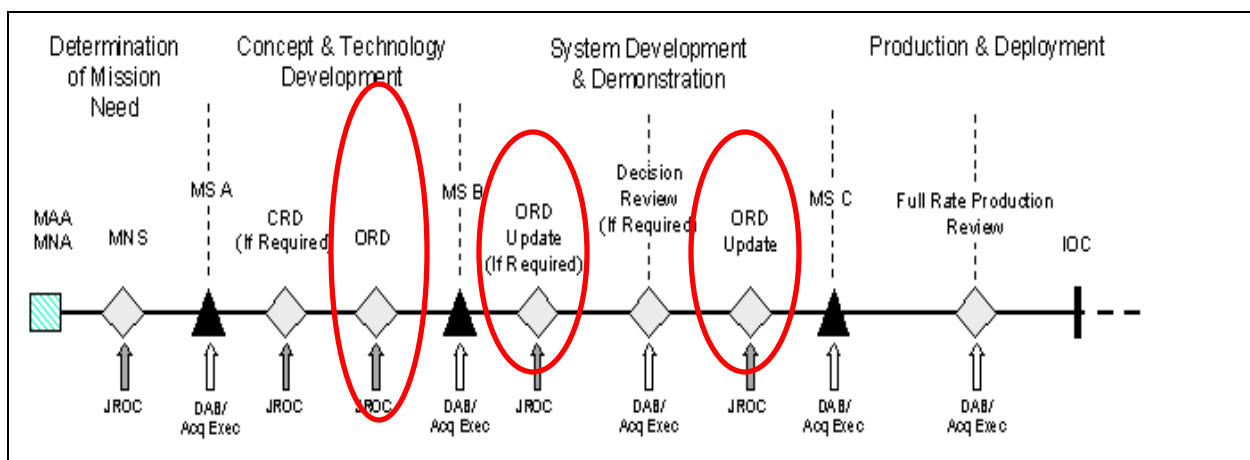 Determination
of Mission
Need
Concept & Technology
Development
System Development
& Demonstration
Production & Deployment
MAA
MNA
MNS
MS A
CRD
(If Required)
ORD
MS B
ORD
Update
(If Required)
Decision
Review
(If Required)
ORD
Update
MS C
Full Rate Production
Review
IOC
JROC
DAB/
Acq Exec
JROC
JROC
DAB/
Acq Exec
JROC
DAB/
Acq Exec
JROC
DAB/
Acq Exec
DAB/
Acq Exec